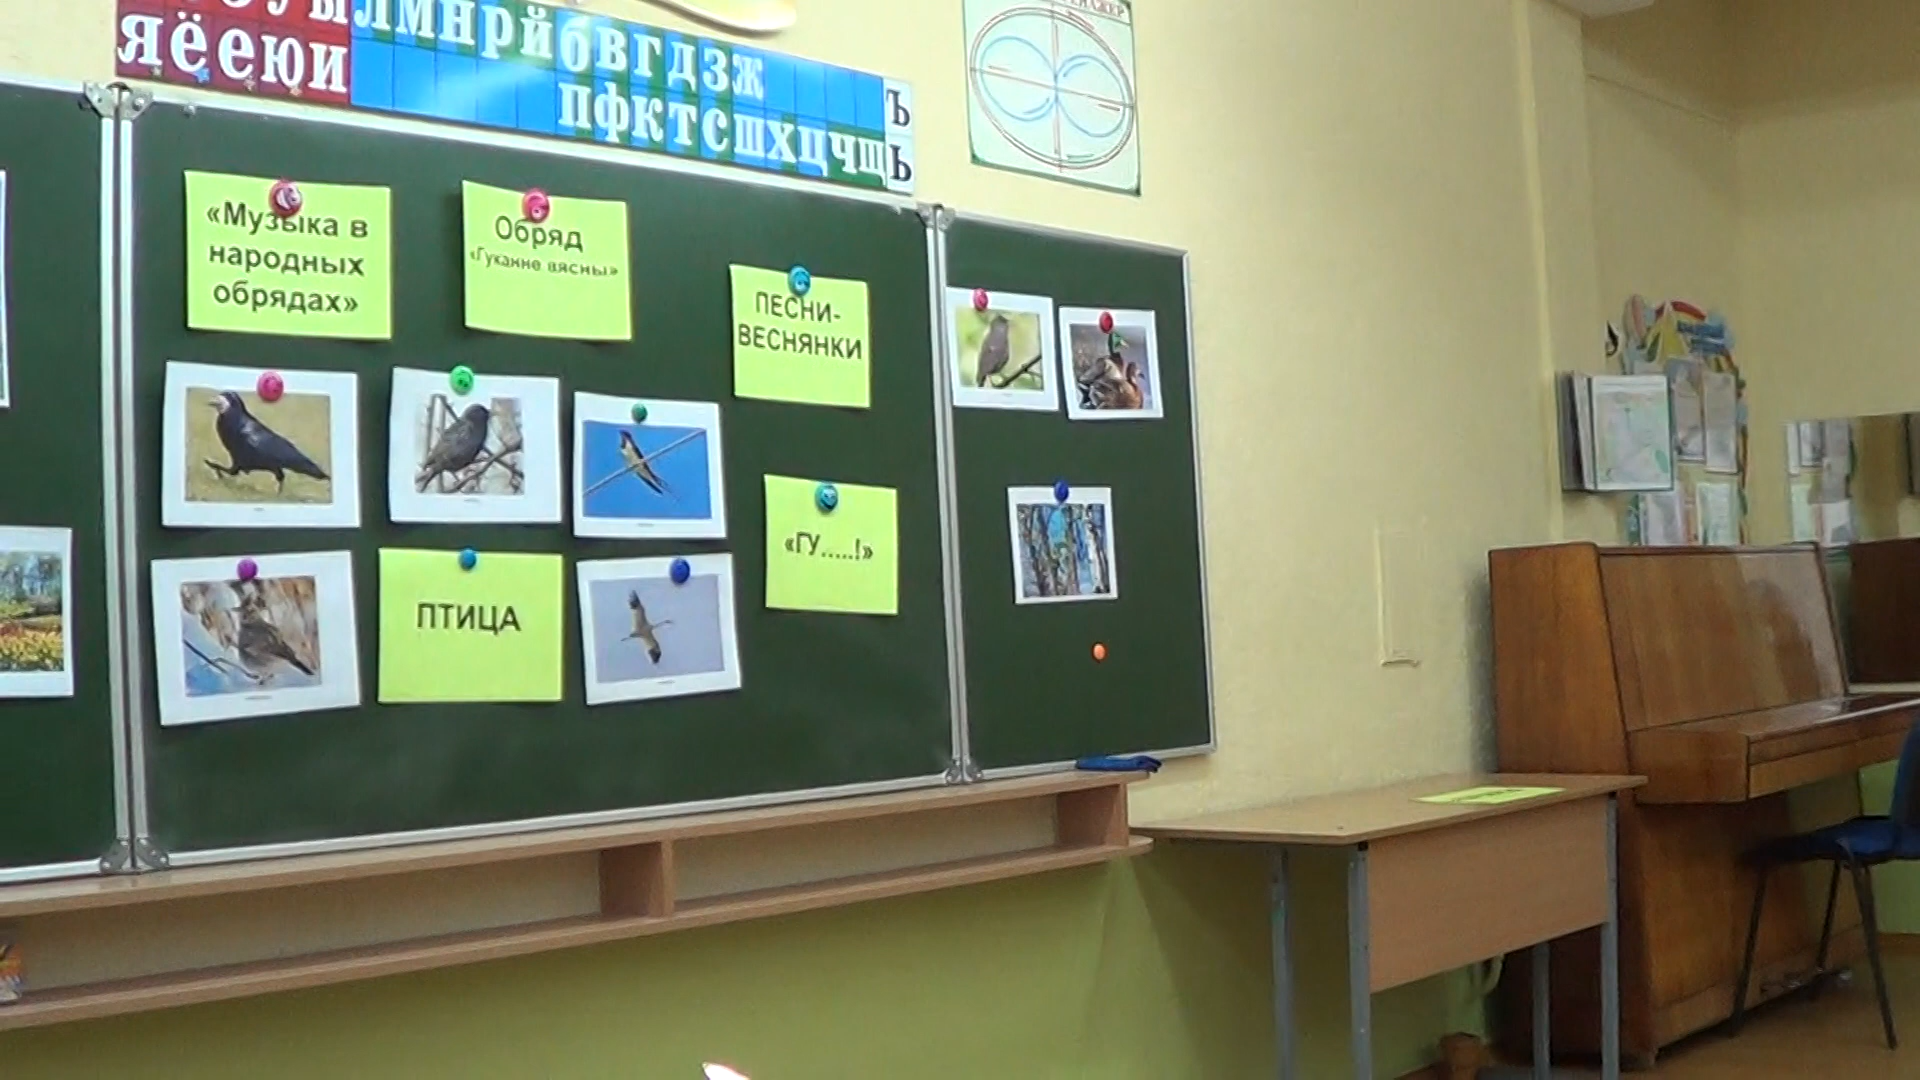 лмнрйбвгдзж
яёеюи
пфктсшхцчщ
Ъ
Ь
«Музыка в
народных
обрядах»
Обряд
«Гуканне вясны»
ПЕСНИ-
ВЕСНЯНКИ
«ГУ.....!»
ПТИЦА